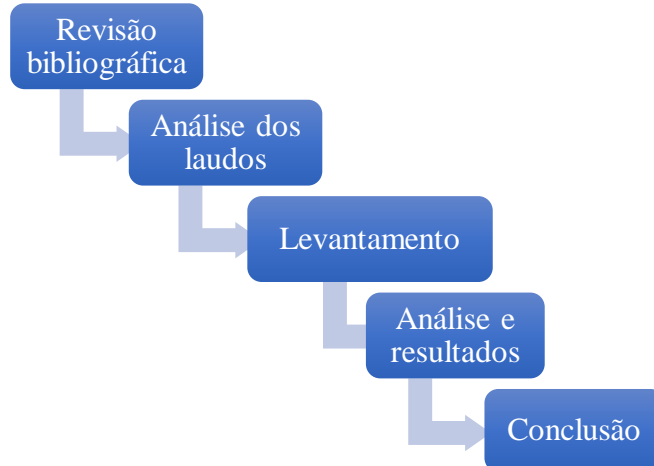 Revisão
bibliográfica
Análise dos
laudos
Levantamento
Análise e
resultados
Conclusão